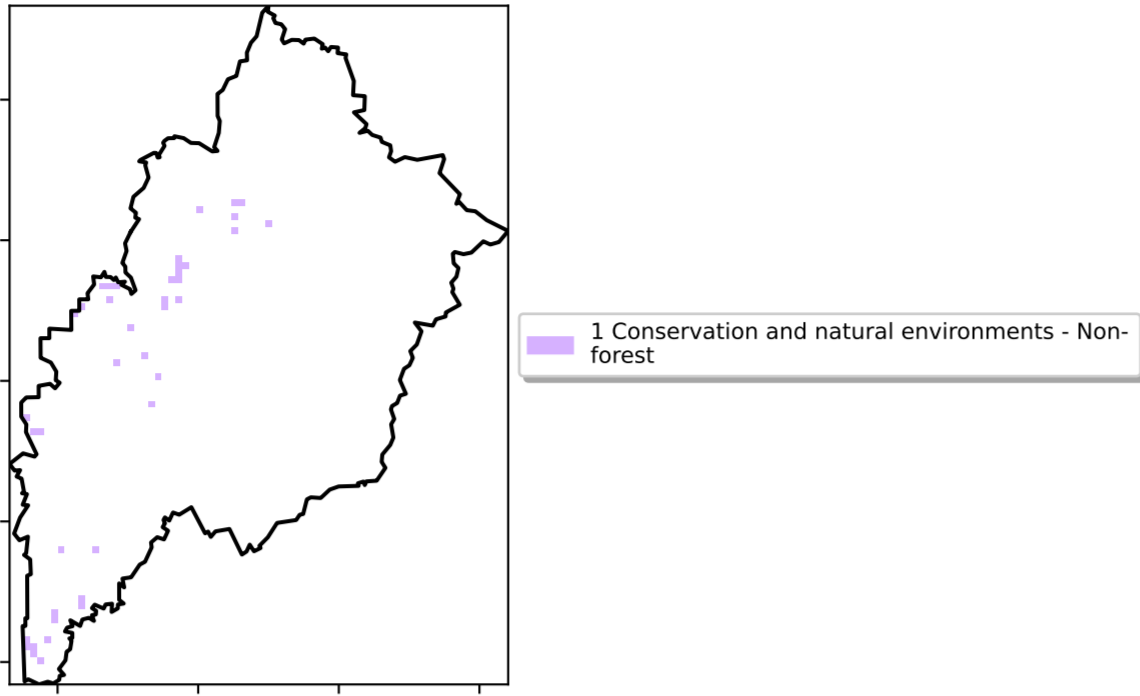 1 Conservation and natural environments - Non-
forest